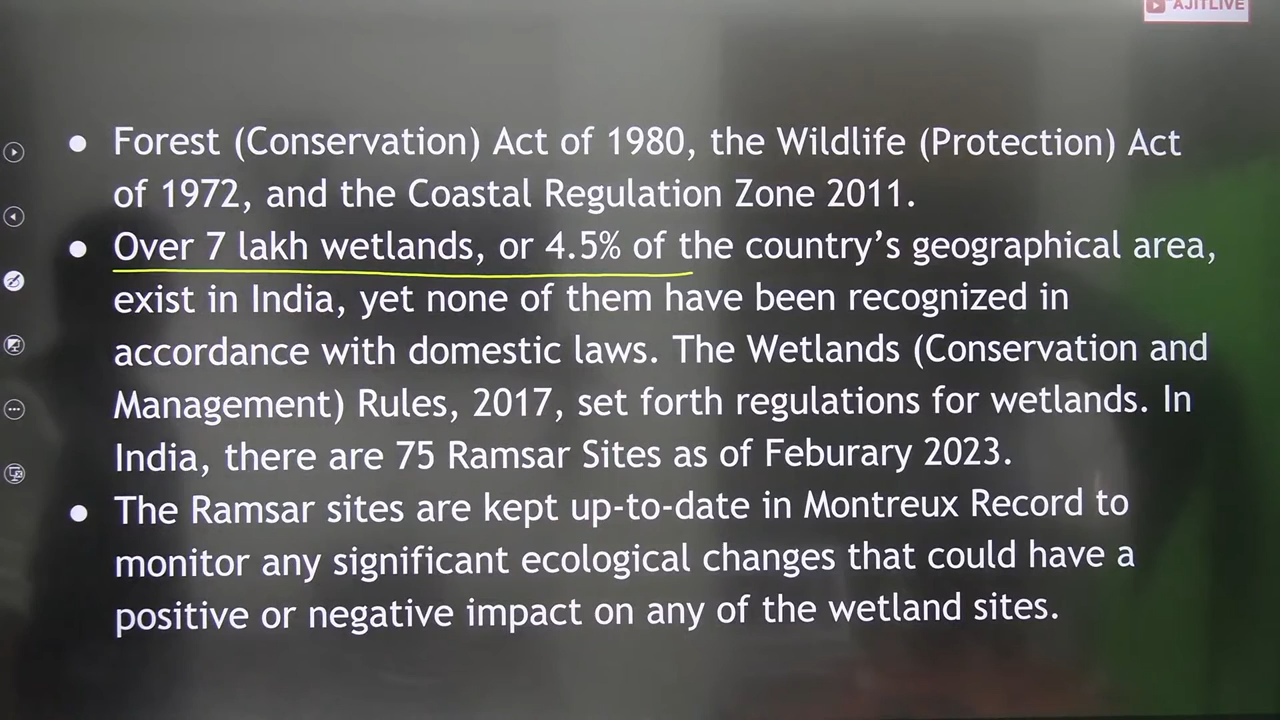 AJITLIVE
● Forest (Conservation) Act of 1980, the Wildlife (Protection) Act
of 1972, and the Coastal Regulation Zone 2011.
● Over 7 lakh wetlands, or 4.5% of the country's geographical area,
exist in India, yet none of them have been recognized in
accordance with domestic laws. The Wetlands (Conservation and
Management) Rules, 2017, set forth regulations for wetlands. In
India, there are 75 Ramsar Sites as of Feburary 2023.
● The Ramsar sites are kept up-to-date in Montreux Record to
monitor any significant ecological changes that could have a
positive or negative impact on any of the wetland sites.